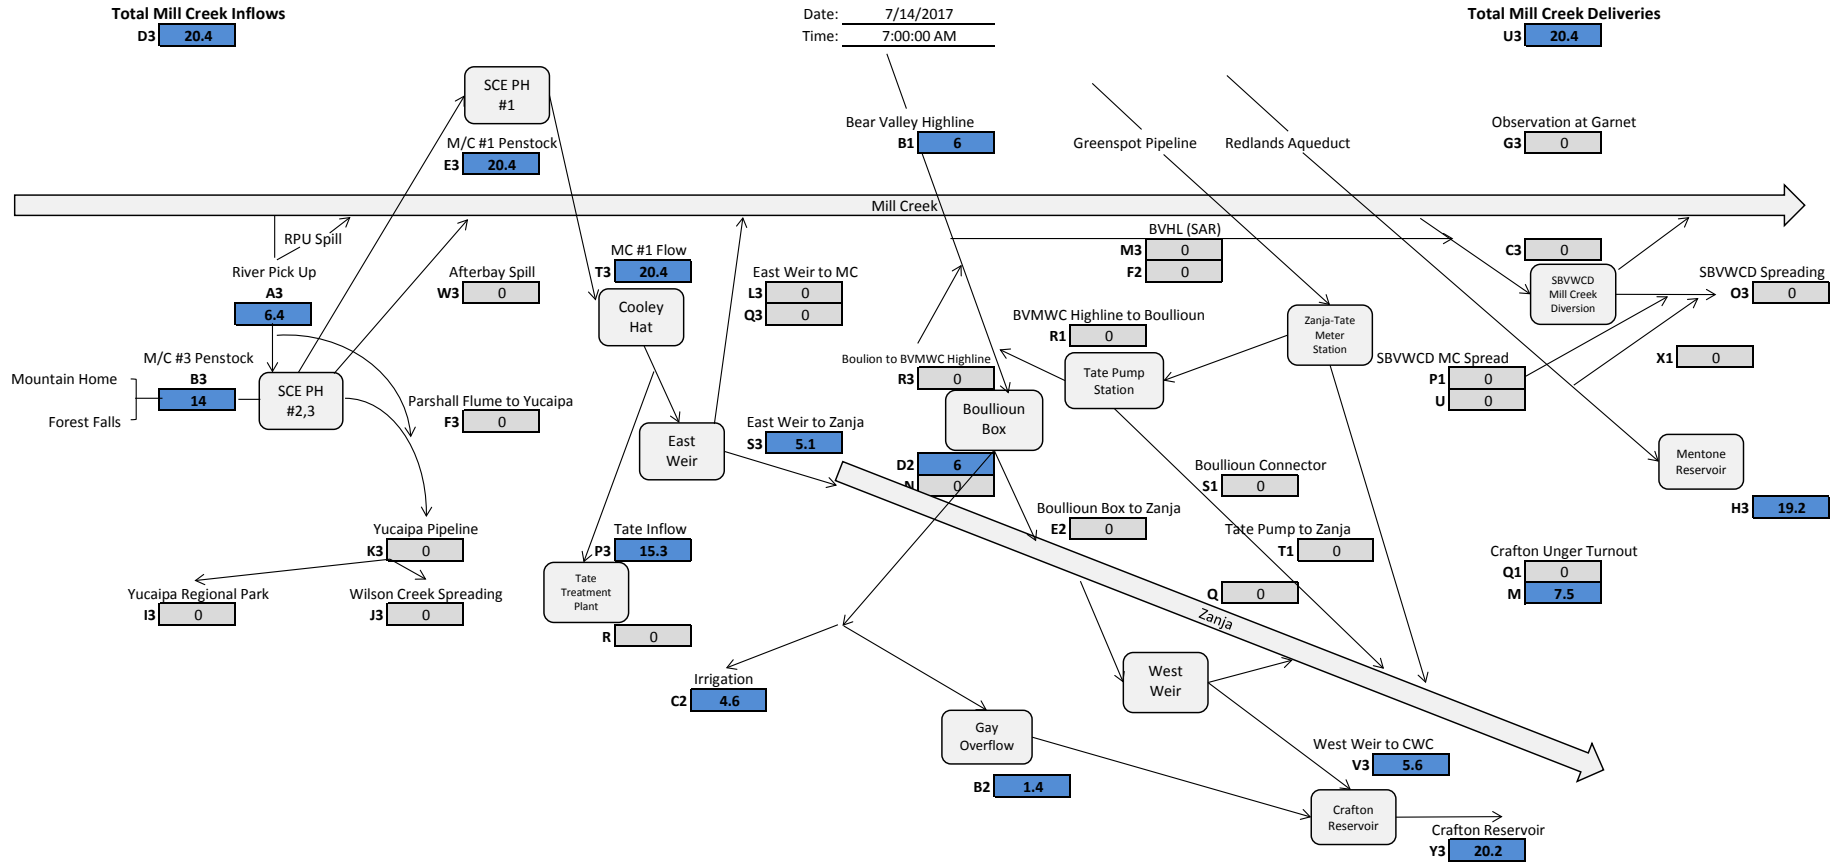 Total Mill Creek Inflows
D3 20.4
Date: 7/14/2017
Time: 7:00:00 AM
Total Mill Creek Deliveries
U3 20.4
SCE PH
#1
M/C #1 Penstock
E3 20.4
Bear Valley Highline
B1 6
Greenspot Pipeline
Redlands Aqueduct
Observation at Garnet
G3 0
Mill Creek
RPU Spill
River Pick Up
A3
6.4
Afterbay Spill
W3 0
MC #1 Flow
T3 20.4
Cooley
Hat
East Weir to MC
L3 0
Q3 0
BVHL (SAR)
M3 0
F2 0
C3 0
SBVWCD
Mill Creek
Diversion
SBVWCD Spreading
O3 0
BVMWC Highline to Boullioun
R1 0
Zanja-Tate
Meter
Station
M/C #3 Penstock
B3
14
Mountain Home
Forest Falls
SCE PH
#2,3
Parshall Flume to Yucaipa
F3 0
Boulion to BVMWC Highline
R3 0
Tate Pump
Station
SBVWCD MC Spread
P1 0
U 0
X1 0
East
Weir
East Weir to Zanja
S3 5.1
Boullioun
Box
D2 6
N 0
Boullioun Connector
S1 0
Mentone
Reservoir
H3 19.2
Boullioun Box to Zanja
E2 0
Tate Pump to Zanja
T1 0
Yucaipa Pipeline
K3 0
Tate Inflow
P3 15.3
Tate
Treatment
Plant
R 0
Crafton Unger Turnout
Q1 0
M 7.5
Yucaipa Regional Park
I3 0
Wilson Creek Spreading
J3 0
Q 0
Zanja
Irrigation
C2 4.6
West
Weir
Gay
Overflow
B2 1.4
West Weir to CWC
V3 5.6
Crafton
Reservoir
Crafton Reservoir
Y3 20.2